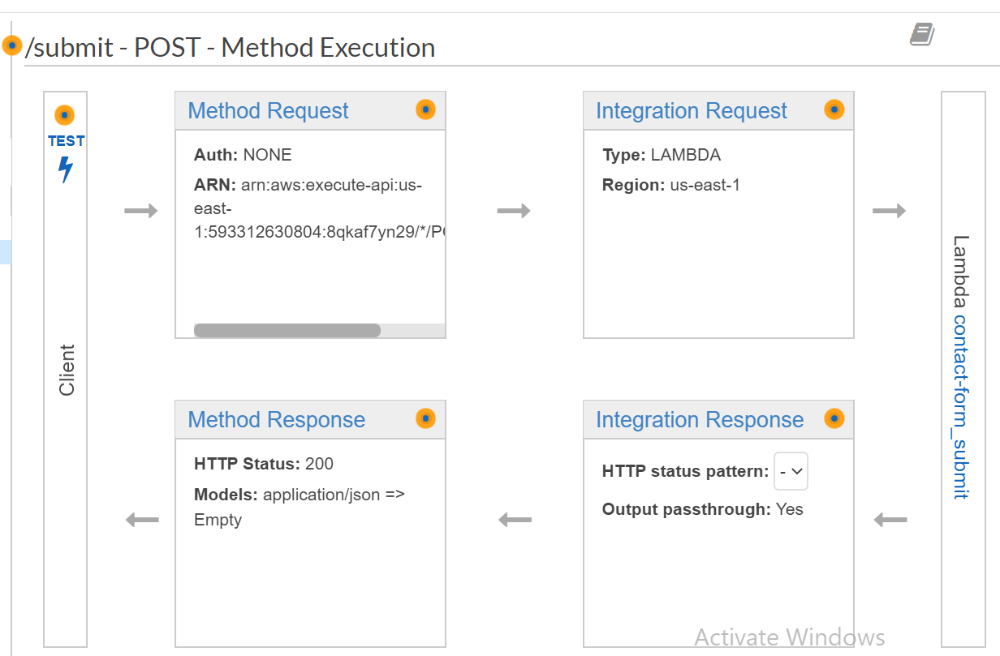 /submit - POST - Method Execution
TEST
Client
Method Request
Auth: NONE
ARN: arn:aws:execute-api:us-
east-
1:593312630804:8qkaf7yn29/*/P
Integration Request
Type: LAMBDA
Region: us-east-1
Lambda contact-form_submit
Method Response
HTTP Status: 200
Models: application/json =>
Empty
Integration Response
HTTP status pattern: -
Output passthrough: Yes
Activate Windows